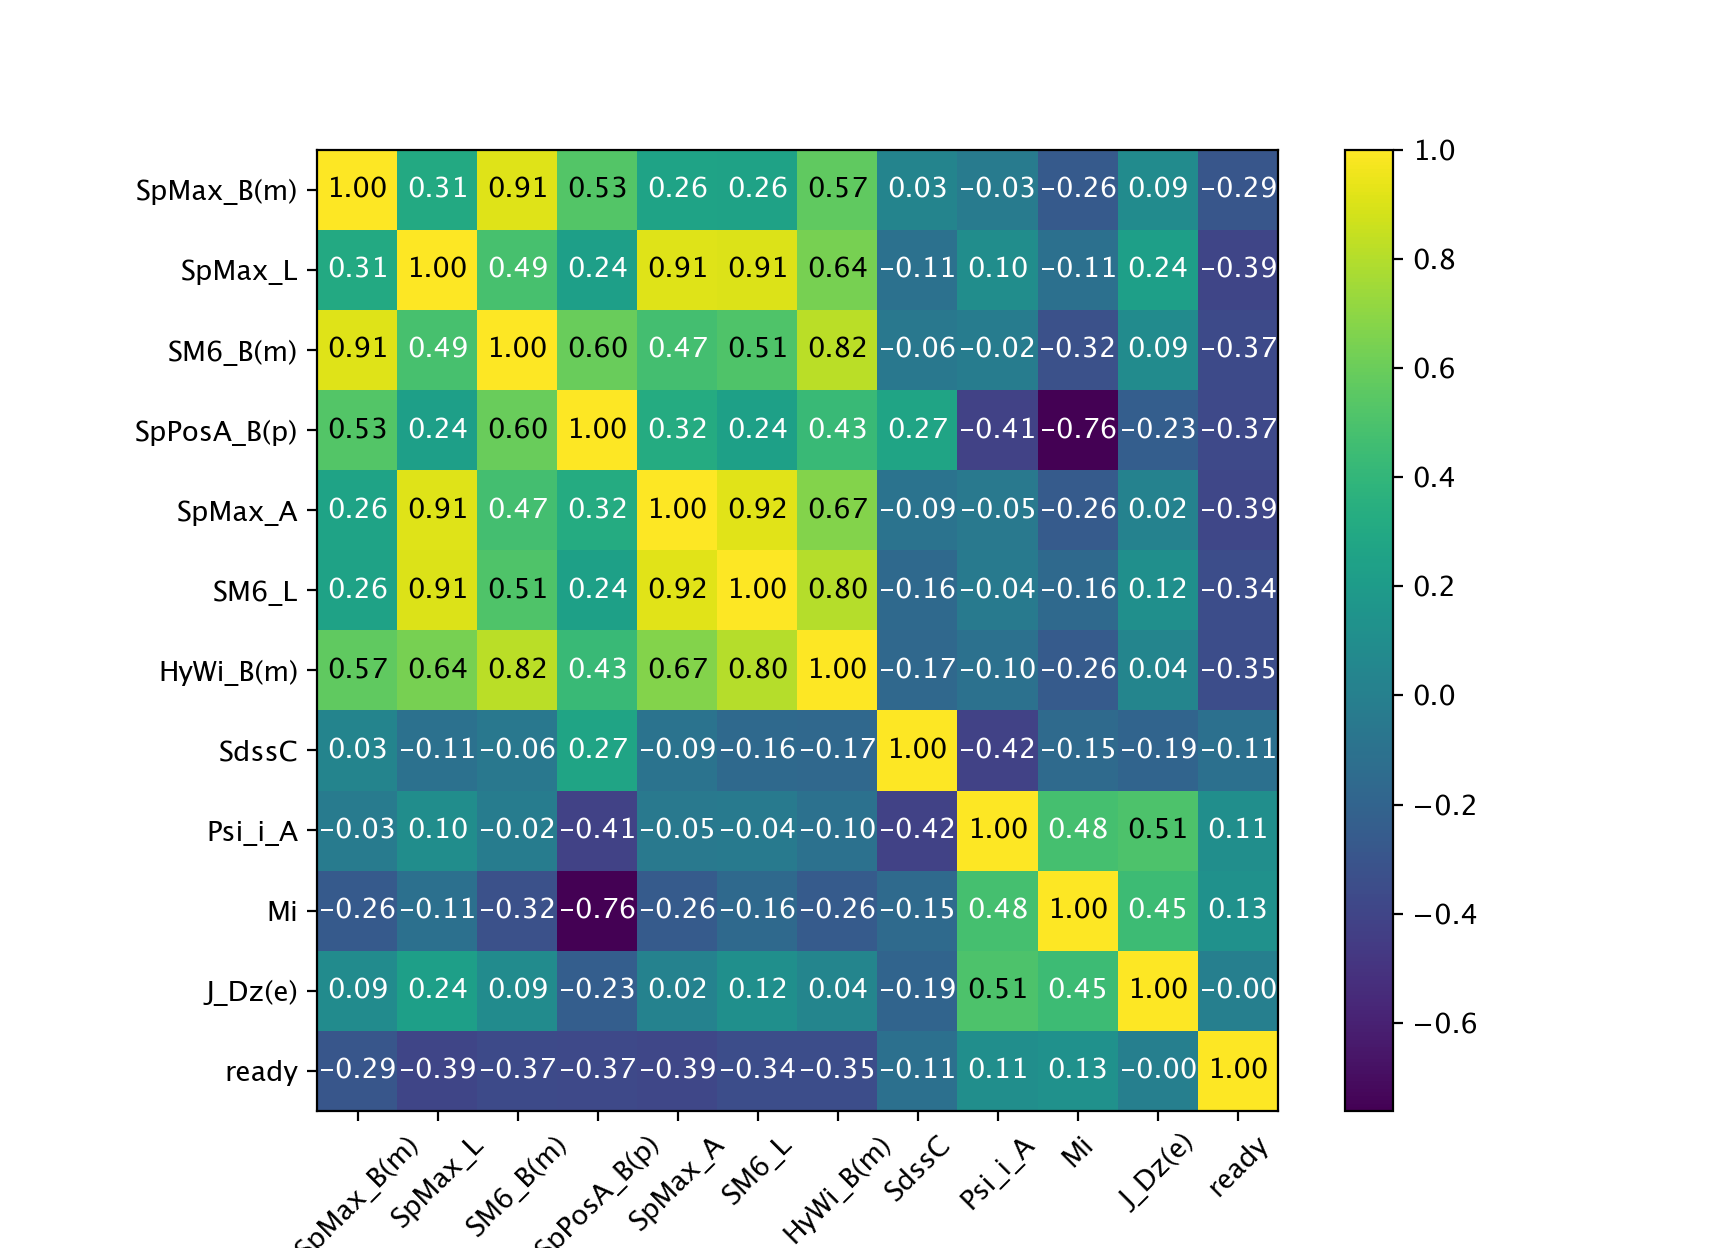 SpMax_B(m) 1.00 0.31 0.91 0.53 0.26 0.26 0.57 0.03 −0.03 −0.26 0.09 −0.29
SpMax_L 0.31 1.00 0.49 0.24 0.91 0.91 0.64 −0.11 0.10 −0.11 0.24 −0.39
SM6_B(m) 0.91 0.49 1.00 0.60 0.47 0.51 0.82 −0.06 −0.02 −0.32 0.09 −0.37
SpPosA_B(p) 0.53 0.24 0.60 1.00 0.32 0.24 0.43 0.27 −0.41 −0.76 −0.23 −0.37
SpMax_A 0.26 0.91 0.47 0.32 1.00 0.92 0.67 −0.09 −0.05 −0.26 0.02 −0.39
SM6_L 0.26 0.91 0.51 0.24 0.92 1.00 0.80 −0.16 −0.04 −0.16 0.12 −0.34
HyWi_B(m) 0.57 0.64 0.82 0.43 0.67 0.80 1.00 −0.17 −0.10 −0.26 0.04 −0.35
SdssC 0.03 −0.11 −0.06 0.27 −0.09 −0.16 −0.17 1.00 −0.42 −0.15 −0.19 −0.11
Psi_i_A −0.03 0.10 −0.02 −0.41 −0.05 −0.04 −0.10 −0.42 1.00 0.48 0.51 0.11
Mi −0.26 −0.11 −0.32 −0.76 −0.26 −0.16 −0.26 −0.15 0.48 1.00 0.45 0.13
J_Dz(e) 0.09 0.24 0.09 −0.23 0.02 0.12 0.04 −0.19 0.51 0.45 1.00 −0.00
ready −0.29 −0.39 −0.37 −0.37 −0.39 −0.34 −0.35 −0.11 0.11 0.13 −0.00 1.00
SpMax_B(m) SpMax_L SM6_B(m) SpPosA_B(p) SpMax_A SM6_L HyWi_B(m) SdssC Psi_i_A Mi J_Dz(e) ready
1.0
0.8
0.6
0.4
0.2
0.0
−0.2
−0.4
−0.6